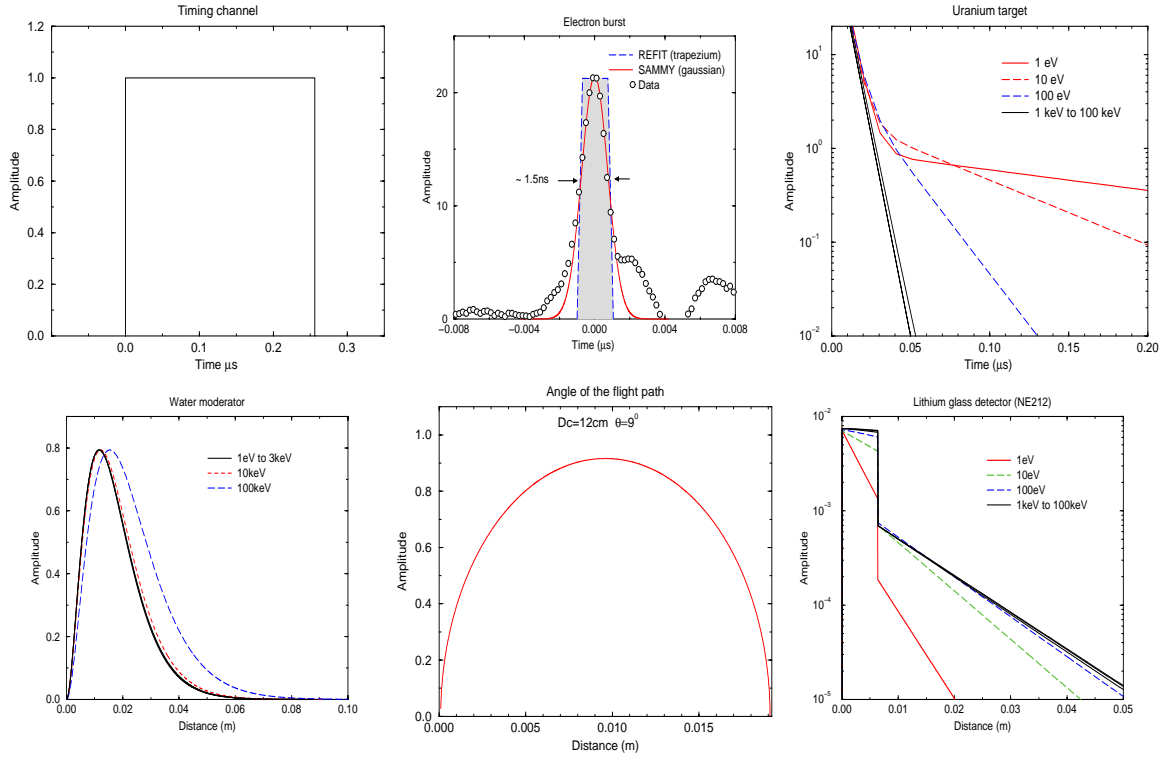 Timing channel
1.2
1.0
0.8
0.6
0.4
0.2
0.0
Amplitude
0.0 0.1 0.2 0.3
Time μs
Electron burst
REFIT (trapezium)
SAMMY (gaussian)
Data
~ 1.5ns
20
10
0
Amplitude
−0.008 −0.004 0.000 0.004 0.008
Time (μs)
Uranium target
1 eV
10 eV
100 eV
1 keV to 100 keV
10^1
10^0
10^−1
10^−2
Amplitude
0.00 0.05 0.10 0.15 0.20
Time (μs)
Water moderator
1eV to 3keV
10keV
100keV
1.0
0.8
0.6
0.4
0.2
0.0
Amplitude
0.00 0.02 0.04 0.06 0.08 0.10
Distance (m)
Angle of the flight path
Dc=12cm θ=9^0
1.0
0.8
0.6
0.4
0.2
0.0
Amplitude
0.000 0.005 0.010 0.015
Distance (m)
Lithium glass detector (NE212)
1eV
10eV
100eV
1keV to 100keV
10^−2
10^−3
10^−4
10^−5
Amplitude
0.00 0.01 0.02 0.03 0.04 0.05
Distance (m)